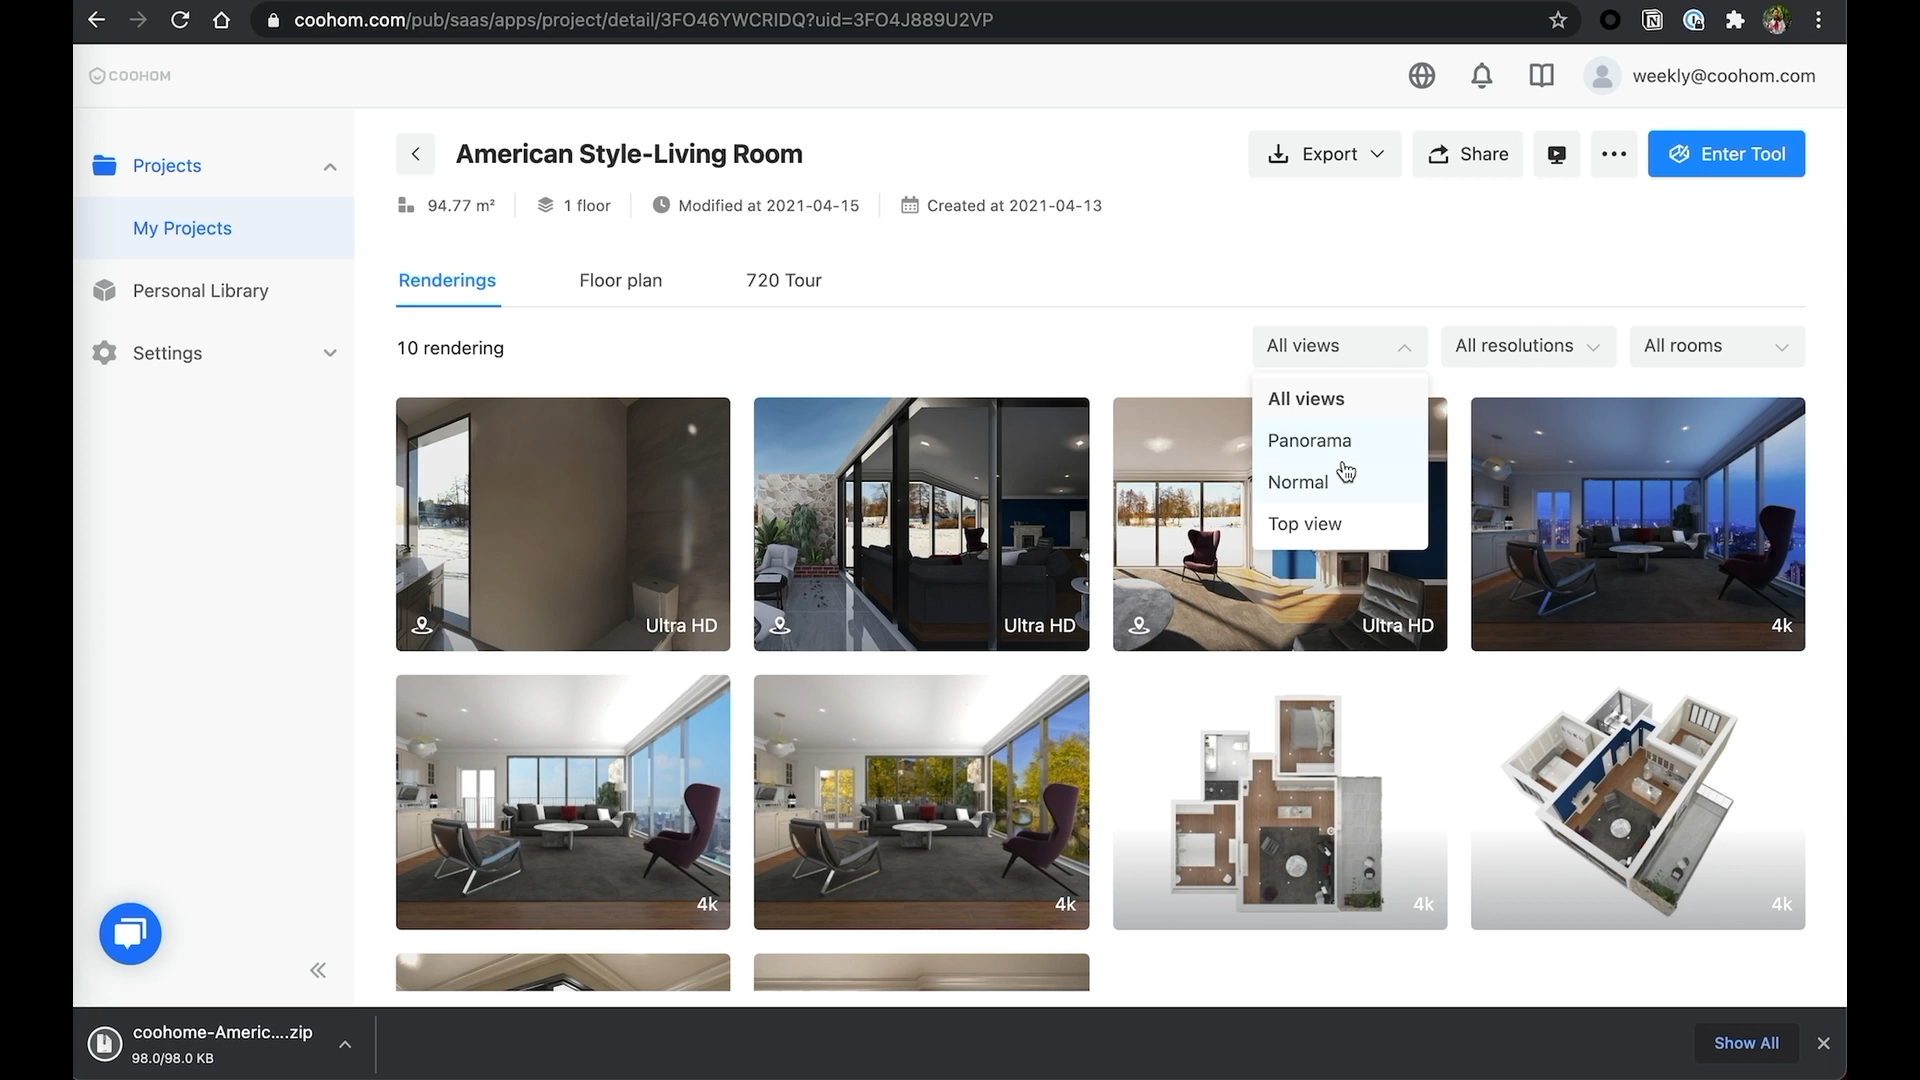 coohom.com/pub/saas/apps/project/detail/3FO46YWCRIDQ?uid=3FO4J889U2VP
COOHOM
weekly@coohom.com
Projects
My Projects
Personal Library
Settings
American Style-Living Room
Export
Share
Enter Tool
94.77 m²
1 floor
Modified at 2021-04-15
Created at 2021-04-13
Renderings
Floor plan
720 Tour
10 rendering
All views
All resolutions
All rooms
All views
Panorama
Normal
Top view
Ultra HD
Ultra HD
Ultra HD
4k
4k
4k
4k
4k
coohome-Americ....zip
98.0/98.0 KB
Show All